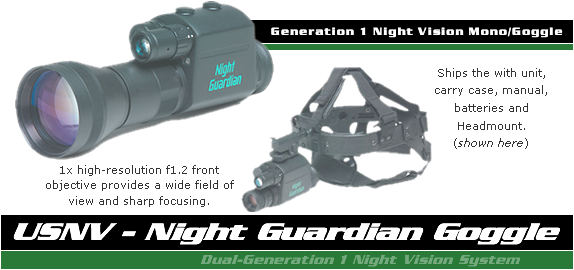 Generation 1 Night Vision Mono/Goggle
Night
Guardian
Ships the with unit,
carry case, manual,
batteries and
Headmount.
(shown here)
1x high-resolution f1.2 front
objective provides a wide field of
view and sharp focusing.
USNV - Night Guardian Goggle
Dual-Generation 1 Night Vision System